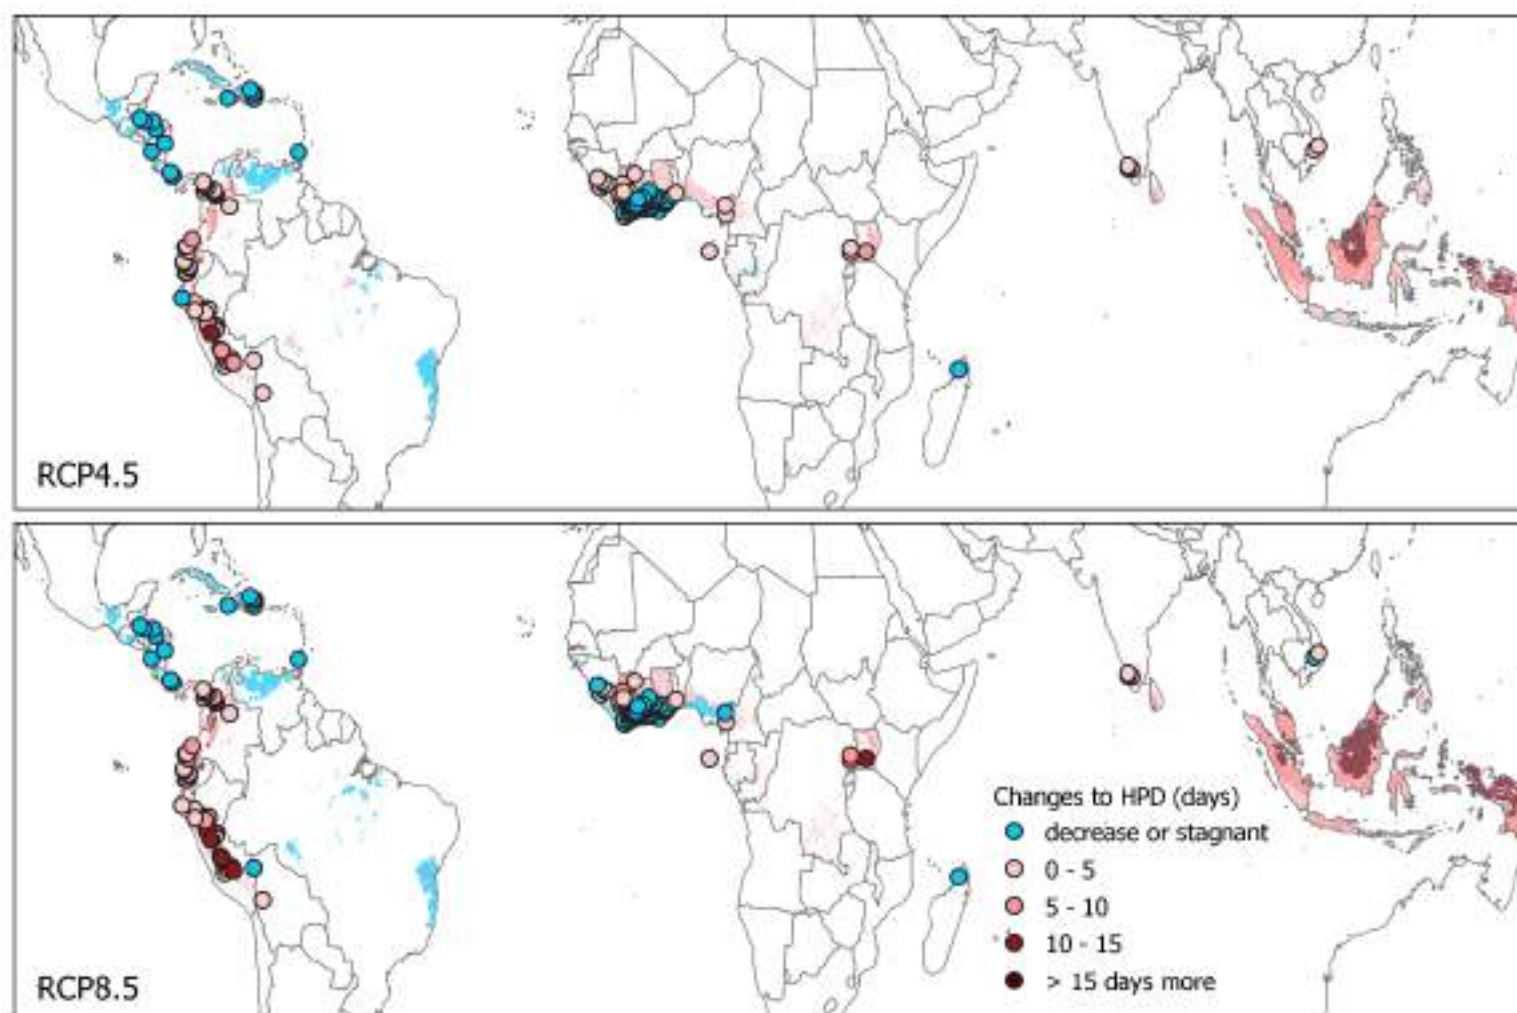 RCP4.5
RCP8.5
Changes to HPD (days)
decrease or stagnant
0 - 5
5 - 10
10 - 15
> 15 days more